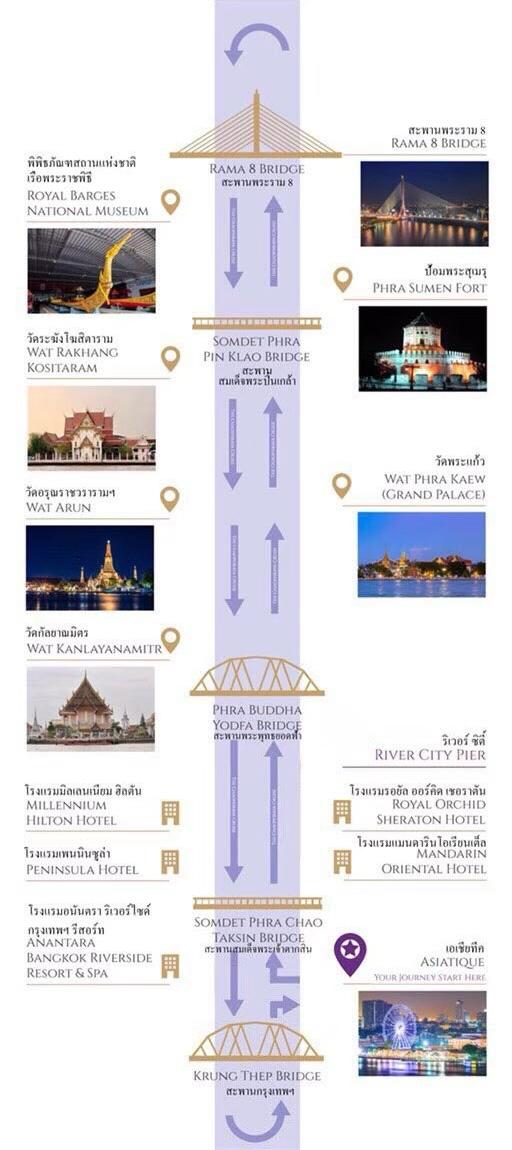 สะพานพระราม 8
RAMA 8 BRIDGE
พิพิธภัณฑสถานแห่งชาติ
เรือพระราชพิธี
ROYAL BARGES
NATIONAL MUSEUM
RAMA 8 BRIDGE
สะพานพระราม 8
ป้อมพระสุเมรุ
PHRA SUMEN FORT
SOMDET PHRA
PIN KLAO BRIDGE
สะพาน
สมเด็จพระปิ่นเกล้า
วัดระฆังโฆสิตาราม
WAT RAKHANG
KOSITARAM
วัดพระแก้ว
WAT PHRA KAEW
(GRAND PALACE)
วัดอรุณราชวรารามฯ
WAT ARUN
วัดกัลยาณมิตร
WAT KANLAYANAMITR
PHRA BUDDHA
YODFA BRIDGE
สะพานพระพุทธยอดฟ้า
ริเวอร์ ซิตี้
RIVER CITY PIER
โรงแรมมิลเลนเนียม ฮิลตัน
MILLENNIUM
HILTON HOTEL
โรงแรมรอยัล ออร์คิด เชอราตัน
ROYAL ORCHID
SHERATON HOTEL
โรงแรมเพนนินซูล่า
PENINSULA HOTEL
โรงแรมแมนดารินโอเรียนเต็ล
MANDARIN
ORIENTAL HOTEL
SOMDET PHRA CHAO
TAKSIN BRIDGE
สะพานสมเด็จพระเจ้าตากสิน
โรงแรมอนันตรา ริเวอร์ไซด์
กรุงเทพฯ รีสอร์ท
ANANTARA
BANGKOK RIVERSIDE
RESORT & SPA
เอเชียทีค
ASIATIQUE
YOUR JOURNEY START HERE
KRUNG THEP BRIDGE
สะพานกรุงเทพฯ